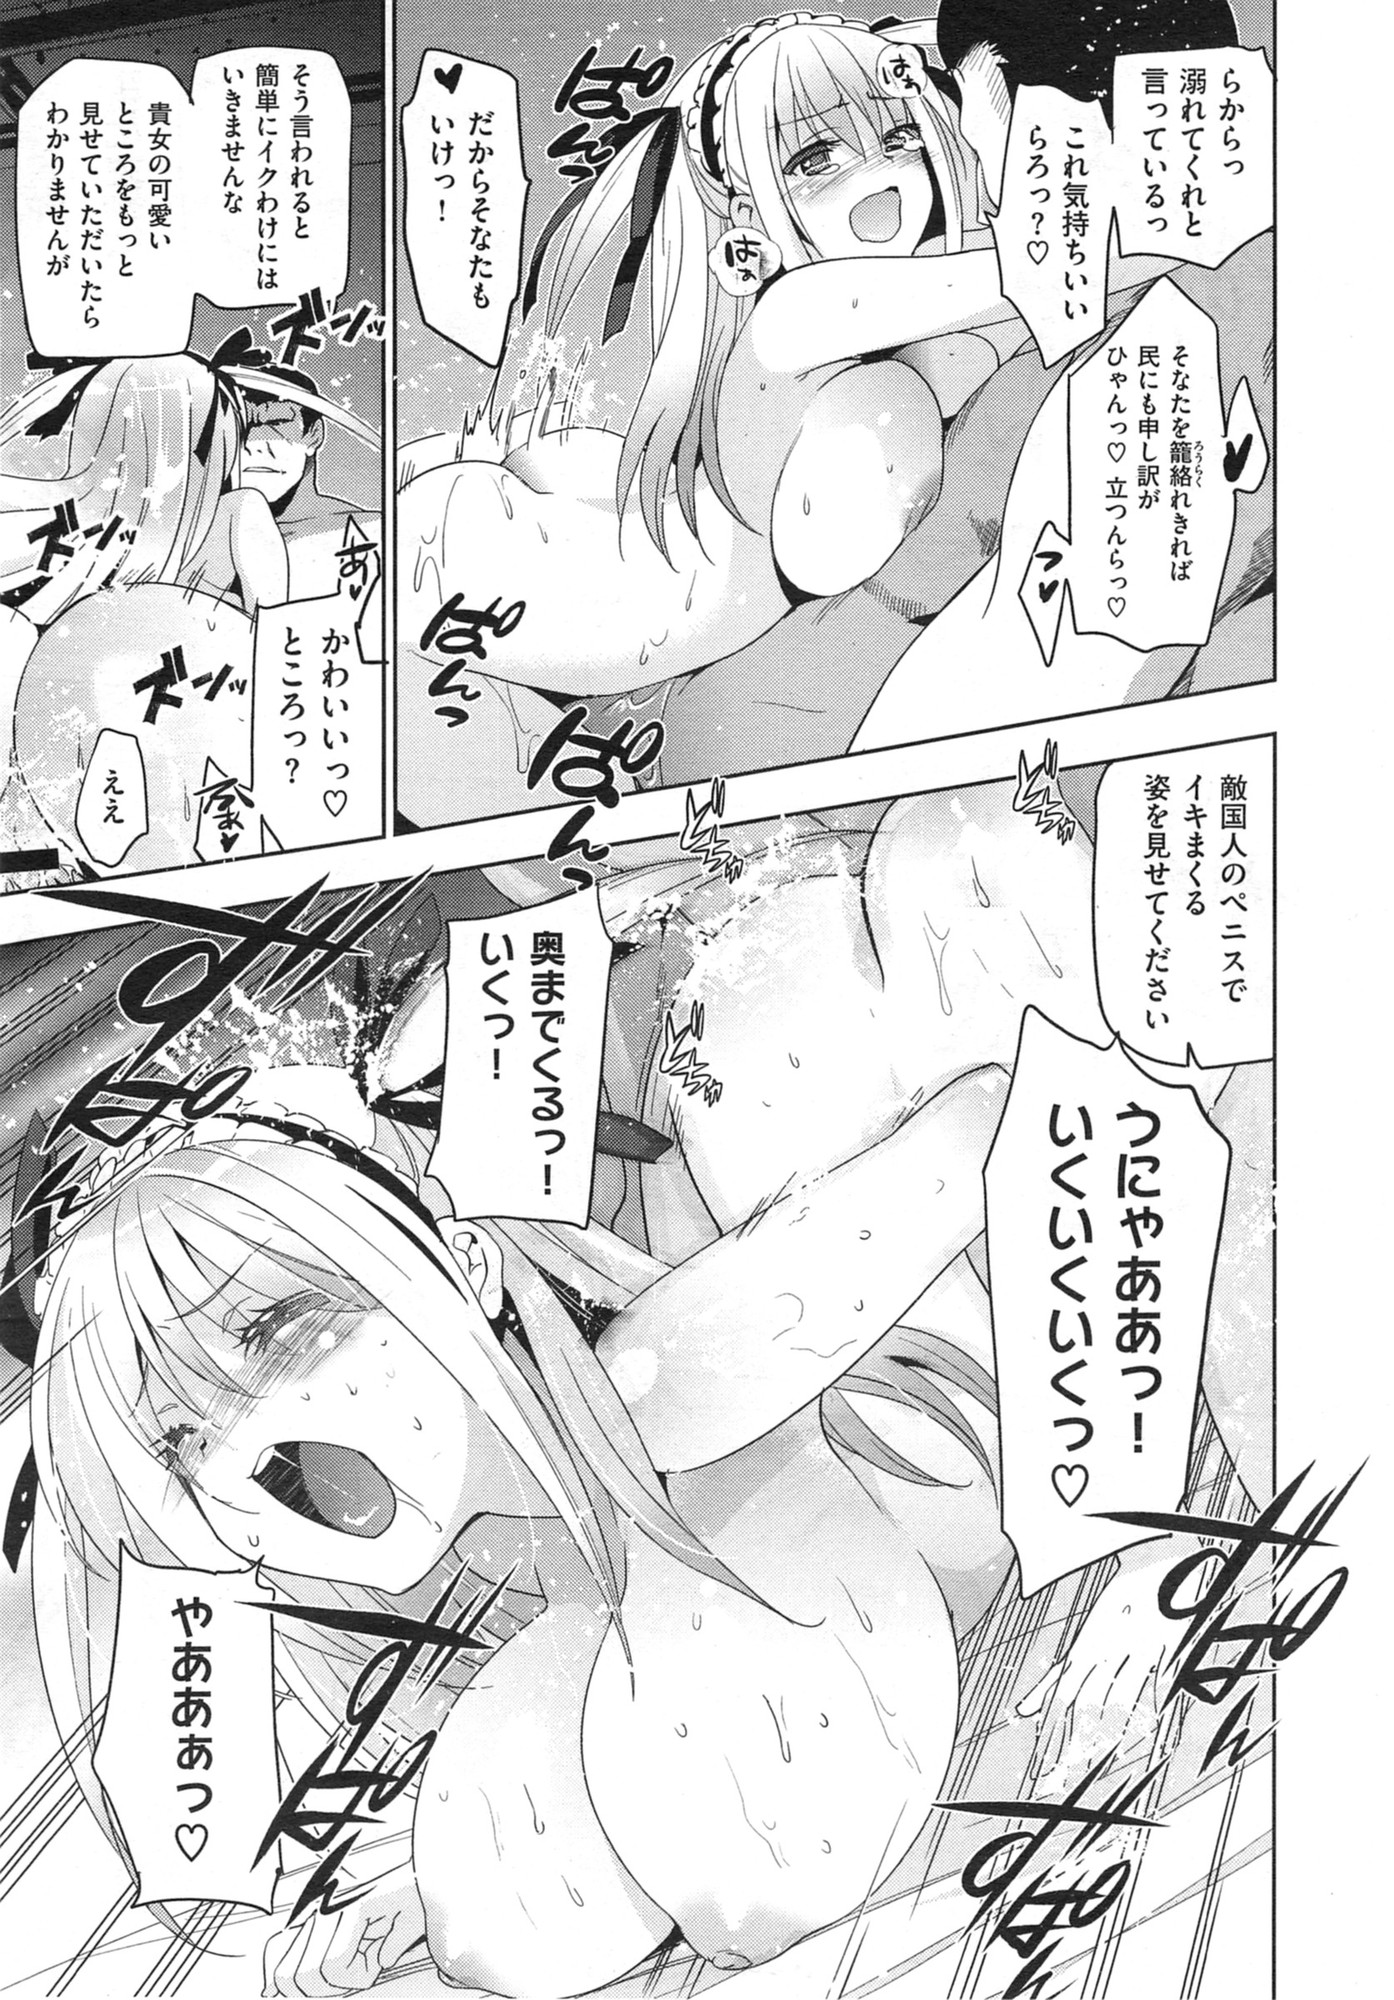 らからっ
溺れてくれと
言っているっ
これ気持ちいい
らろっ？♡
そなたを籠絡れきれば
ろうらく
民にも申し訳が
ひゃんっ♡立つんらっ♡
っ♥
はぁ
はぁ
だからそなたも
いけっ！
ぱんっ
ぱんっ
ぱんっ
そう言われると
簡単にイクわけには
いきませんな
貴女の可愛い
ところをもっと
見せていただいたら
わかりませんが
ズンッ
ズンッ
ズンッ
あ♥
かわいいっ♡
ところっ？
ええ
敵国人のペニスで
イキまくる
姿を見せてください
うにゃああっ！
いくいくいくっ♡
奥までくるっ！
いくっ！
やあああっ♡